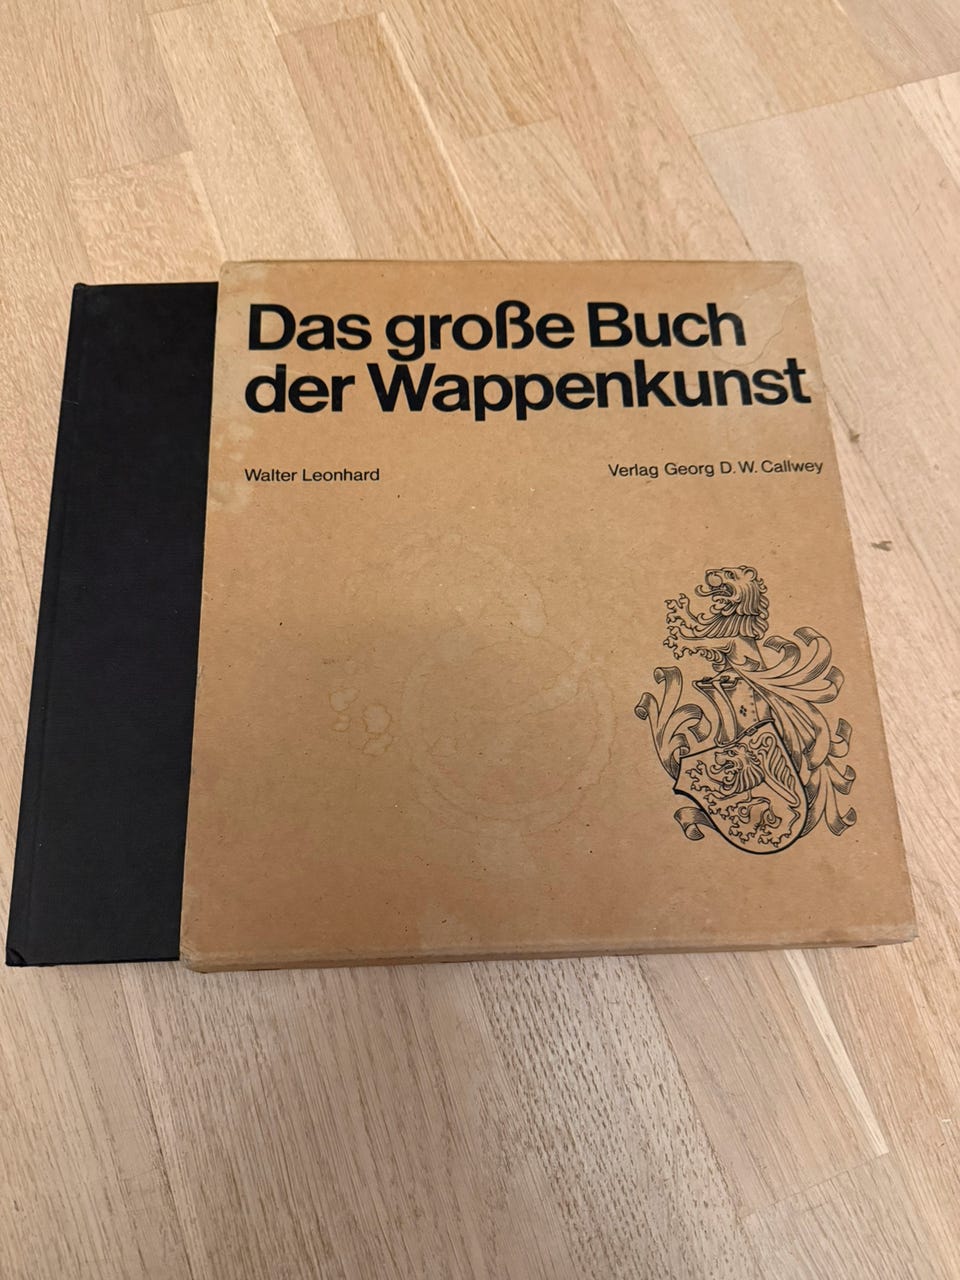 Das große Buch
der Wappenkunst
Walter Leonhard
Verlag Georg D. W. Callwey